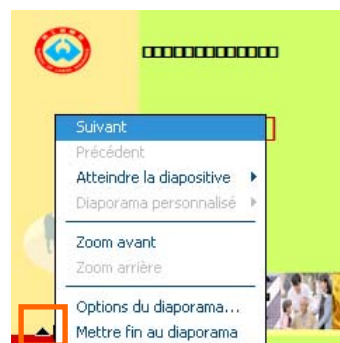 Suivant
Précédent
Atteindre la diapositive
Diaporama personnalisé
Zoom avant
Zoom arrière
Options du diaporama...
Mettre fin au diaporama